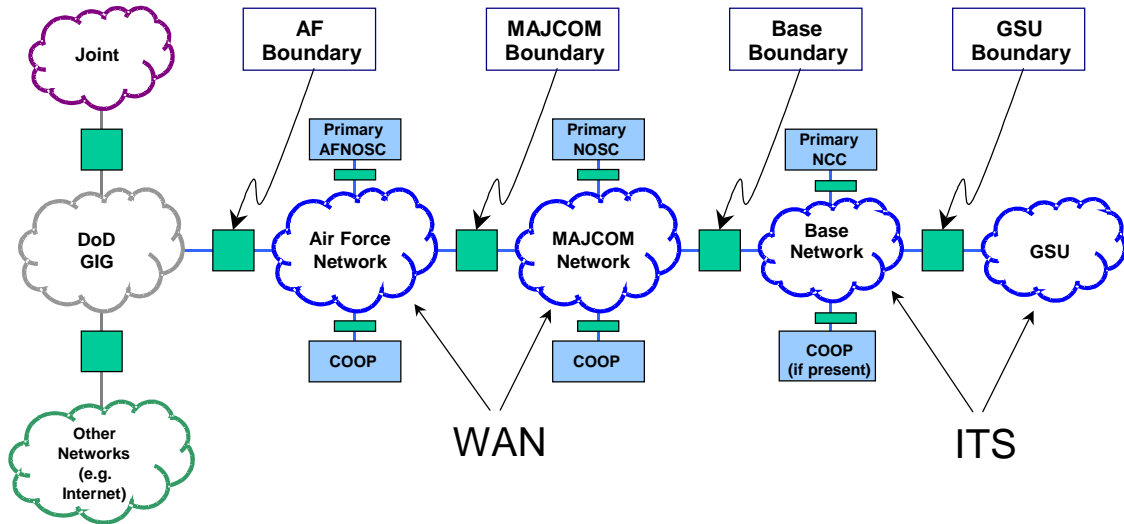 AF
Boundary
MAJCOM
Boundary
Base
Boundary
GSU
Boundary
Joint
Primary
AFNOSC
Primary
NOSC
Primary
NCC
DoD
GIG
Air Force
Network
MAJCOM
Network
Base
Network
GSU
COOP
COOP
COOP
(if present)
Other
Networks
(e.g.
Internet)
WAN
ITS